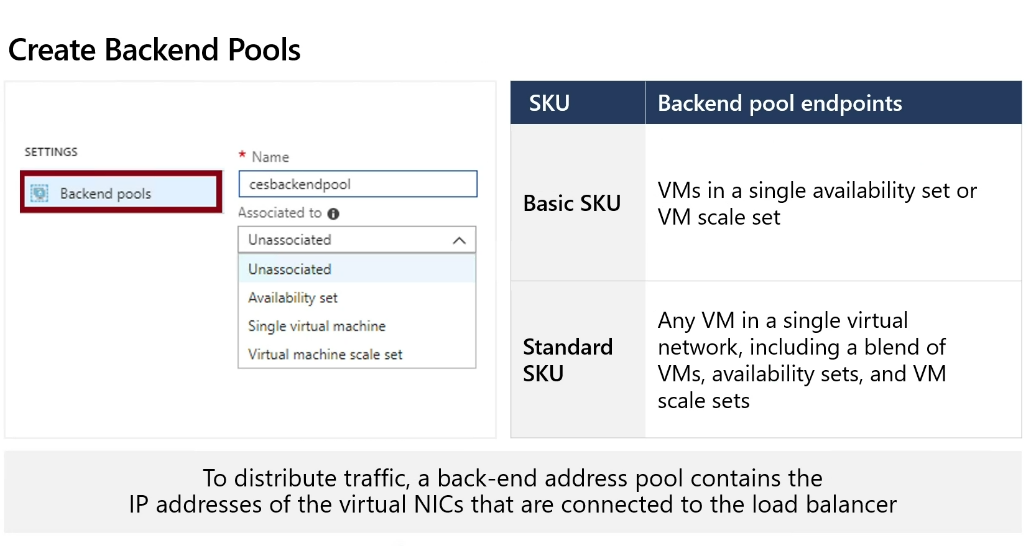 Create Backend Pools
SETTINGS
Backend pools
* Name
cesbackendpool
Associated to
Unassociated
Unassociated
Availability set
Single virtual machine
Virtual machine scale set
SKU
Backend pool endpoints
Basic SKU
VMs in a single availability set or
VM scale set
Standard
SKU
Any VM in a single virtual
network, including a blend of
VMs, availability sets, and VM
scale sets
To distribute traffic, a back-end address pool contains the
IP addresses of the virtual NICs that are connected to the load balancer